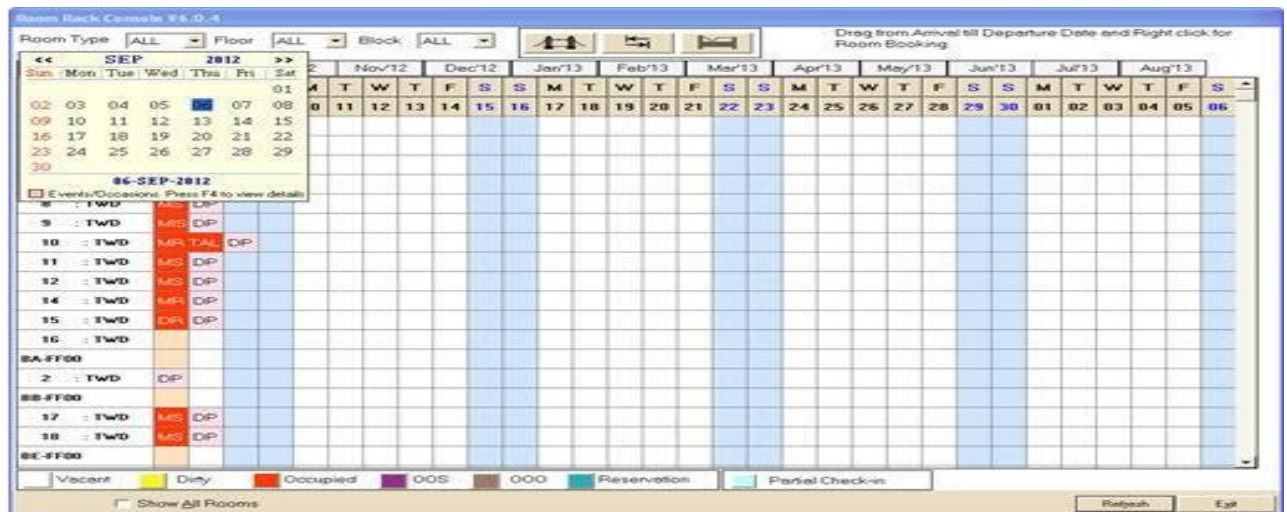 Room Rack Console V6.0.4
Room Type ALL Floor ALL Block ALL
Drag from Arrival till Departure Date and Right click for
Room Booking
<< SEP 2012 >>
Sun Mon Tue Wed Thu Fri Sat
01
02 03 04 05 06 07 08
09 10 11 12 13 14 15
16 17 18 19 20 21 22
23 24 25 26 27 28 29
30
06-SEP-2012
Events/Occasions. Press F4 to view details
2 Nov'12 Dec'12 Jan'13 Feb'13 Mar'13 Apr'13 May'13 Jun'13 Jul'13 Aug'13
T W T F S S M T W T F S S M T W T F S S M T W T F S
0 11 12 13 14 15 16 17 18 19 20 21 22 23 24 25 26 27 28 29 30 01 02 03 04 05 06
8 : TWD MS DP
9 : TWD MIS DP
10 : TWD MR TAL DP
11 : TWD MS DP
12 : TWD MS DP
14 : TWD MR DP
15 : TWD DR DP
16 : TWD
BA-FF00
2 : TWD DP
BB-FF00
17 : TWD MS DP
18 : TWD MS DP
BE-FF00
Vacant Dirty Occupied OOS OOO Reservation Partial Check-in
Show All Rooms Refresh Exit